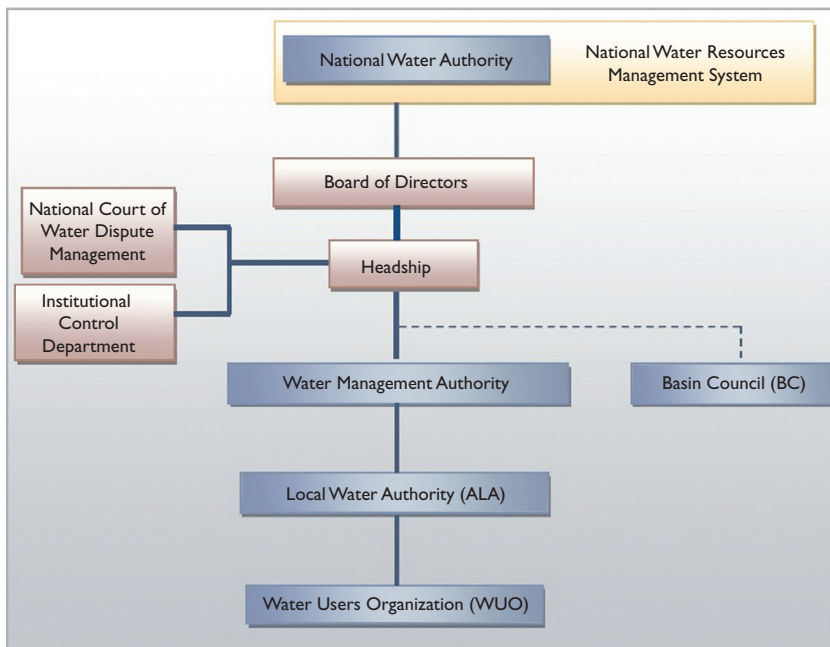 National Water Authority
National Water Resources
Management System
Board of Directors
National Court of
Water Dispute
Management
Headship
Institutional
Control
Department
Water Management Authority
Basin Council (BC)
Local Water Authority (ALA)
Water Users Organization (WUO)